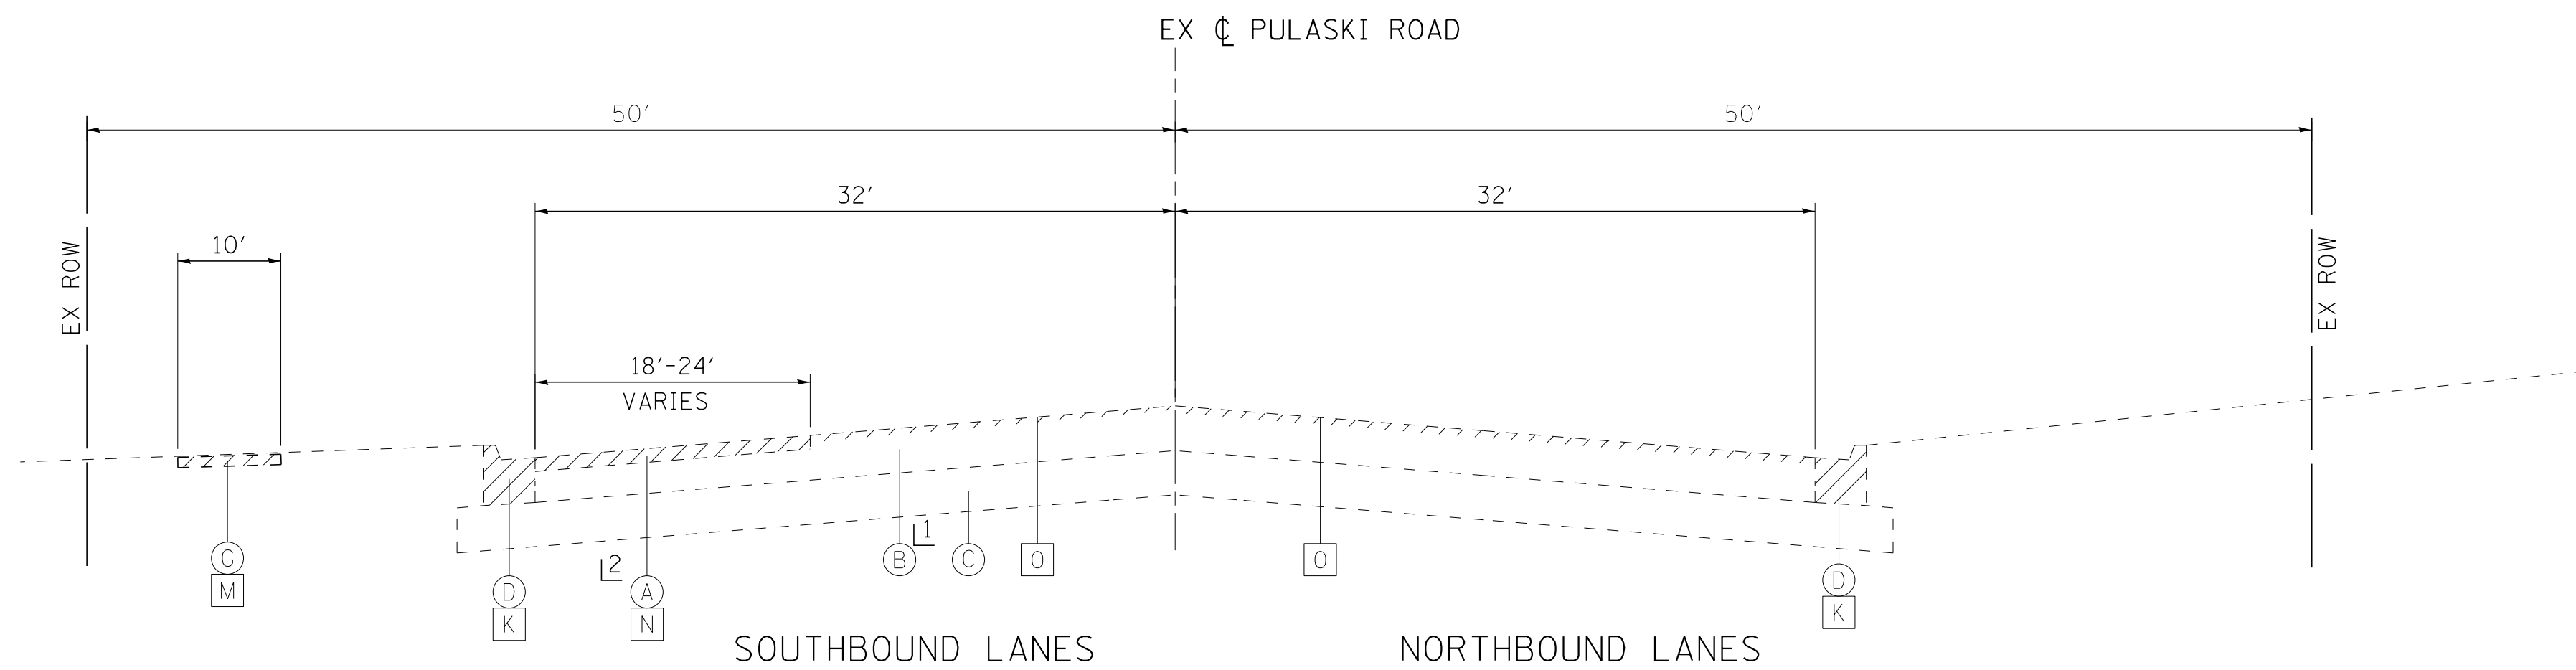 EX ℄ PULASKI ROAD
50' 50'
32' 32'
10'
EX ROW
EX ROW
18'-24'
VARIES
1
2
G
M
D
K
A
N
B
C
O
O
D
K
SOUTHBOUND LANES
NORTHBOUND LANES